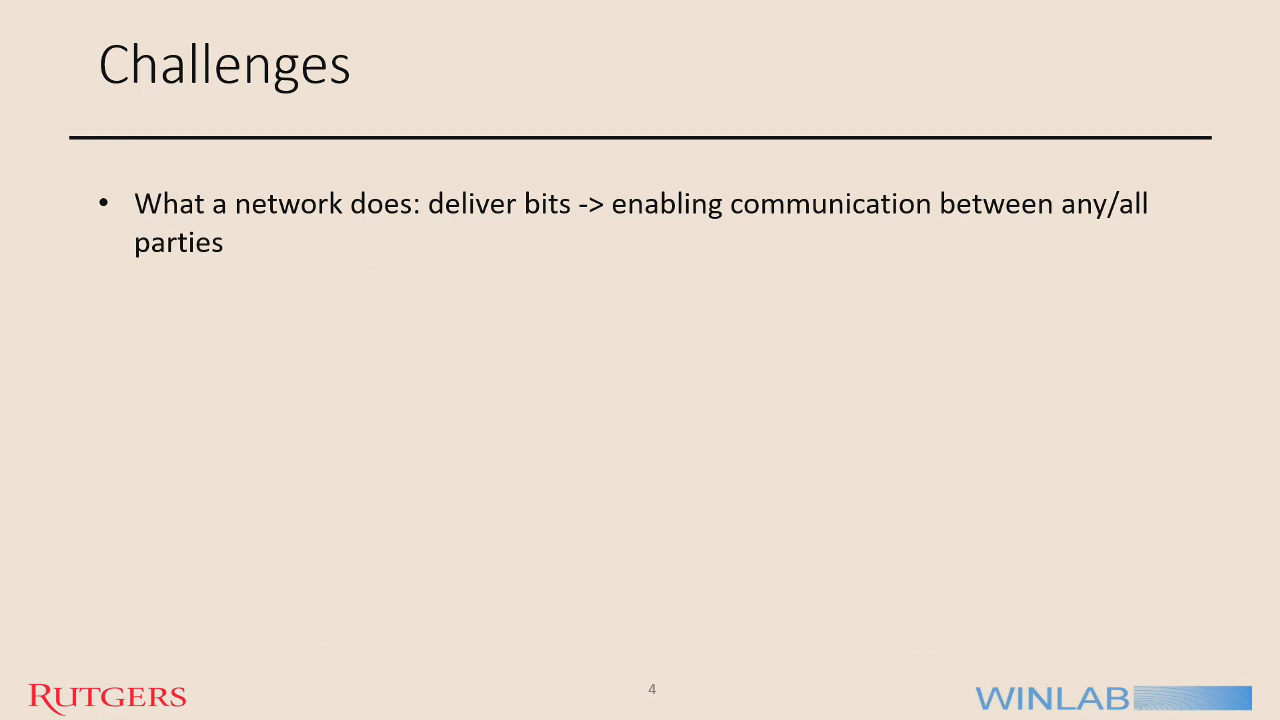 Challenges
• What a network does: deliver bits -> enabling communication between any/all
parties
RUTGERS
4
WINLAB